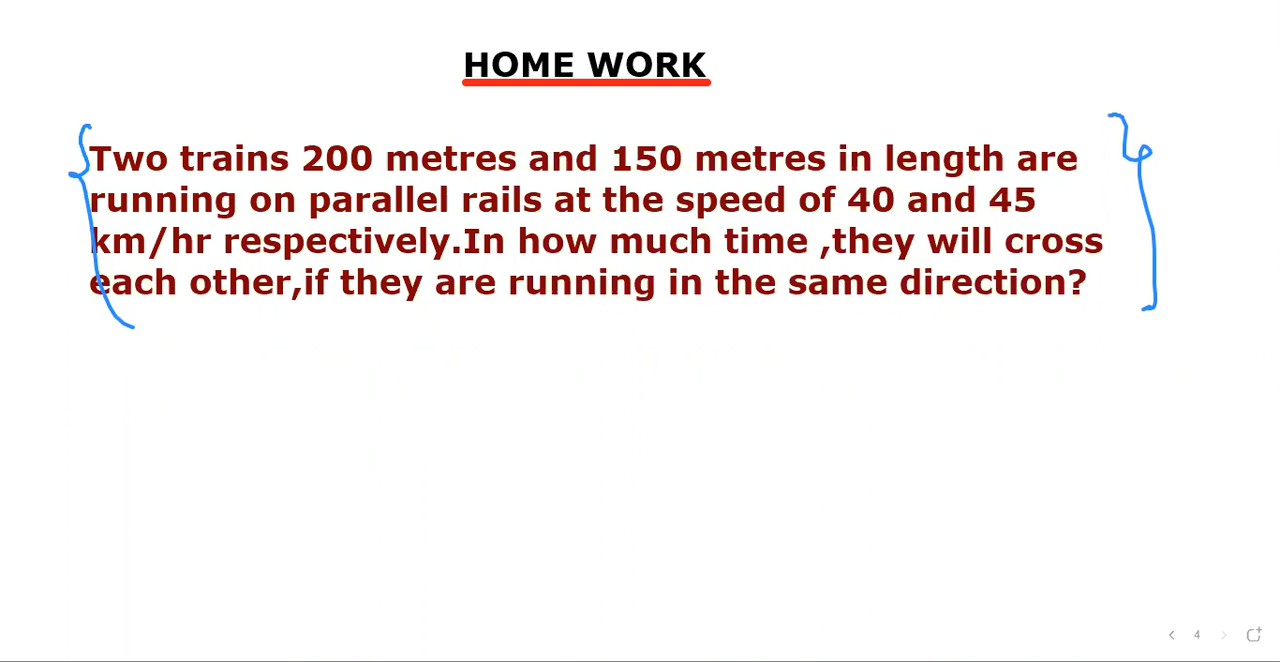 HOME WORK
Two trains 200 metres and 150 metres in length are
running on parallel rails at the speed of 40 and 45
km/hr respectively.In how much time ,they will cross
each other,if they are running in the same direction?
4